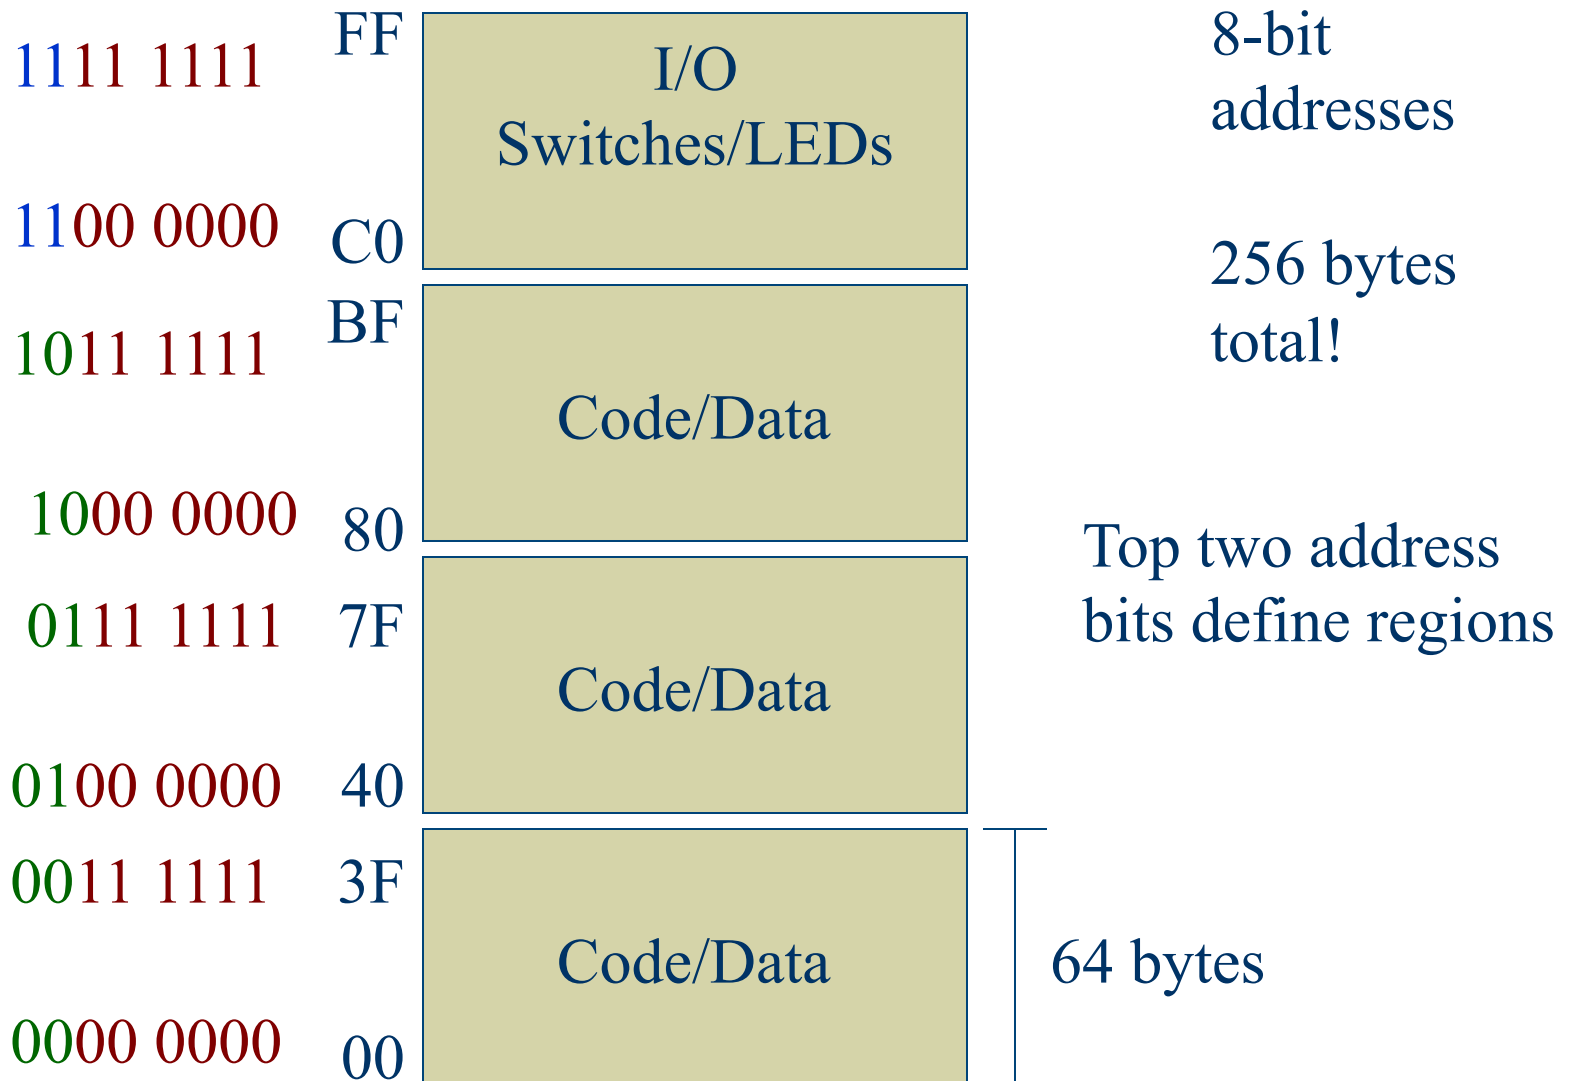 1111 1111
FF
I/O
Switches/LEDs
1100 0000
C0
8-bit
addresses
256 bytes
total!
1011 1111
BF
Code/Data
1000 0000
80
Top two address
bits define regions
0111 1111
7F
Code/Data
0100 0000
40
0011 1111
3F
Code/Data
64 bytes
0000 0000
00